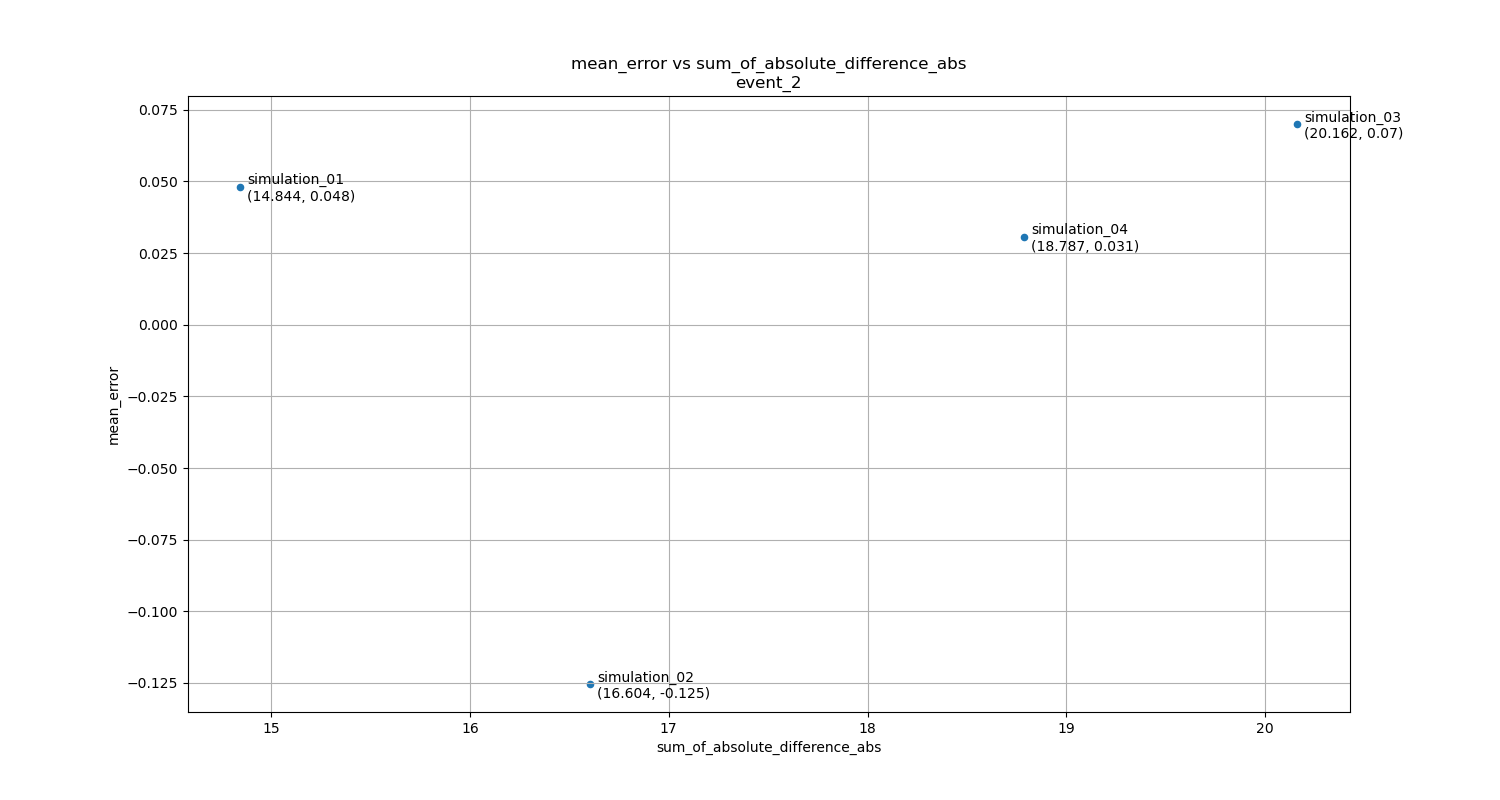 mean_error vs sum_of_absolute_difference_abs
event_2
0.075
0.050
0.025
0.000
−0.025
−0.050
−0.075
−0.100
−0.125
mean_error
simulation_01
(14.844, 0.048)
simulation_03
(20.162, 0.07)
simulation_04
(18.787, 0.031)
simulation_02
(16.604, -0.125)
15
16
17
18
19
20
sum_of_absolute_difference_abs